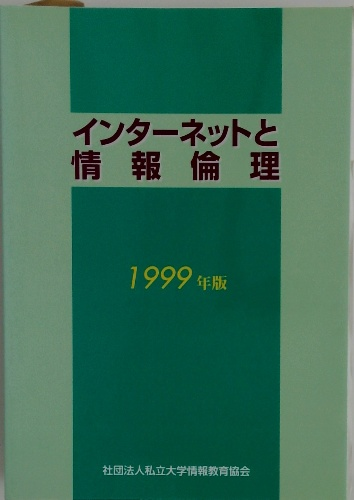 インターネットと
情報倫理
1999年版
社団法人私立大学情報教育協会